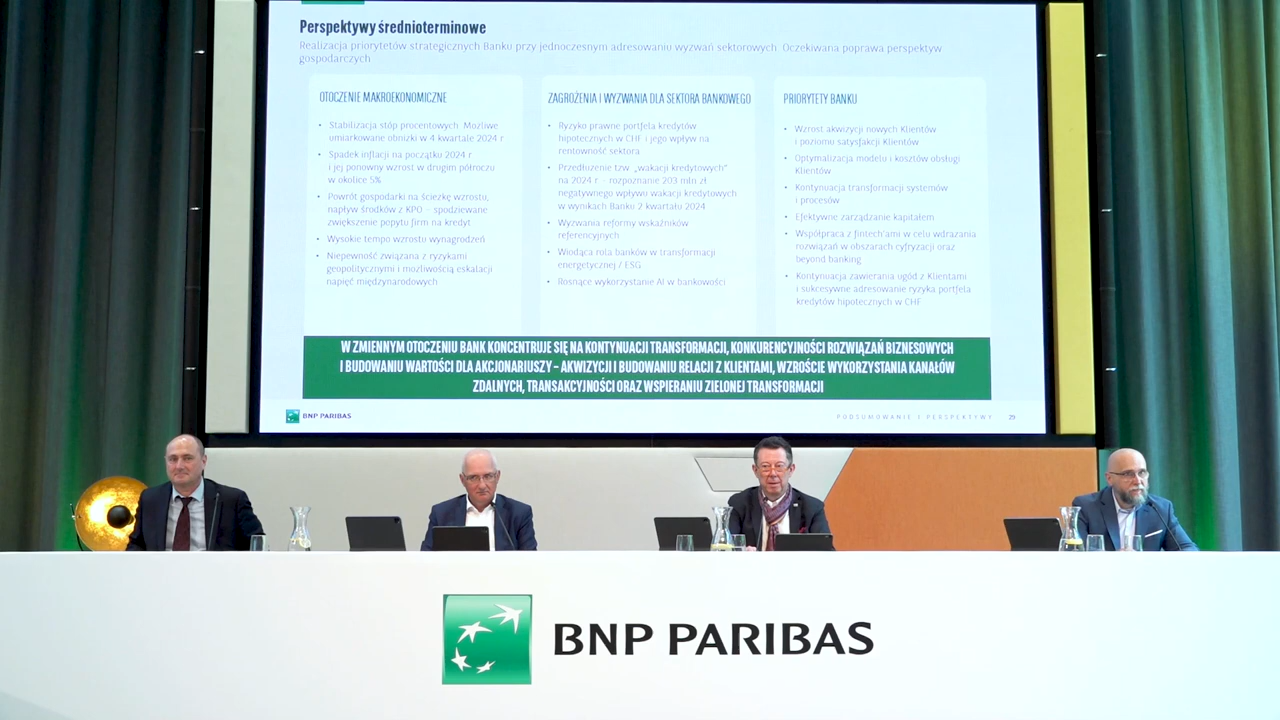 Perspektywy średnioterminowe
Realizacja priorytetów strategicznych Banku przy jednoczesnym adresowaniu wyzwań sektorowych. Oczekiwana poprawa perspektyw
gospodarczych
OTOCZENIE MAKROEKONOMICZNE
• Stabilizacja stóp procentowych. Możliwe
umiarkowane obniżki w 4 kwartale 2024 r
• Spadek inflacji na początku 2024 r
i jej ponowny wzrost w drugim półroczu
w okolice 5%
• Powrót gospodarki na ścieżkę wzrostu,
napływ środków z KPO – spodziewane
zwiększenie popytu firm na kredyt
• Wysokie tempo wzrostu wynagrodzeń
• Niepewność związana z ryzykami
geopolitycznymi i możliwością eskalacji
napięć międzynarodowych
ZAGROŻENIA I WYZWANIA DLA SEKTORA BANKOWEGO
• Ryzyko prawne portfela kredytów
hipotecznych w CHF i jego wpływ na
rentowność sektora
• Przedłużenie tzw. „wakacji kredytowych"
na 2024 r. – rozpoznanie 203 mln zł
negatywnego wpływu wakacji kredytowych
w wynikach Banku 2 kwartału 2024
• Wyzwania reformy wskaźników
referencyjnych
• Wiodąca rola banków w transformacji
energetycznej / ESG
• Rosnące wykorzystanie AI w bankowości
PRIORYTETY BANKU
• Wzrost akwizycji nowych Klientów
i poziomu satysfakcji Klientów
• Optymalizacja modelu i kosztów obsługi
Klientów
• Kontynuacja transformacji systemów
i procesów
• Efektywne zarządzanie kapitałem
• Współpraca z fintech'ami w celu wdrażania
rozwiązań w obszarach cyfryzacji oraz
beyond banking
• Kontynuacja zawierania ugód z Klientami
i sukcesywne adresowanie ryzyka portfela
kredytów hipotecznych w CHF
W ZMIENNYM OTOCZENIU BANK KONCENTRUJE SIĘ NA KONTYNUACJI TRANSFORMACJI, KONKURENCYJNOŚCI ROZWIĄZAŃ BIZNESOWYCH
I BUDOWANIU WARTOŚCI DLA AKCJONARIUSZY – AKWIZYCJI I BUDOWANIU RELACJI Z KLIENTAMI, WZROŚCIE WYKORZYSTANIA KANAŁÓW
ZDALNYCH, TRANSAKCYJNOŚCI ORAZ WSPIERANIU ZIELONEJ TRANSFORMACJI
BNP PARIBAS
PODSUMOWANIE I PERSPEKTYWY 29
BNP PARIBAS